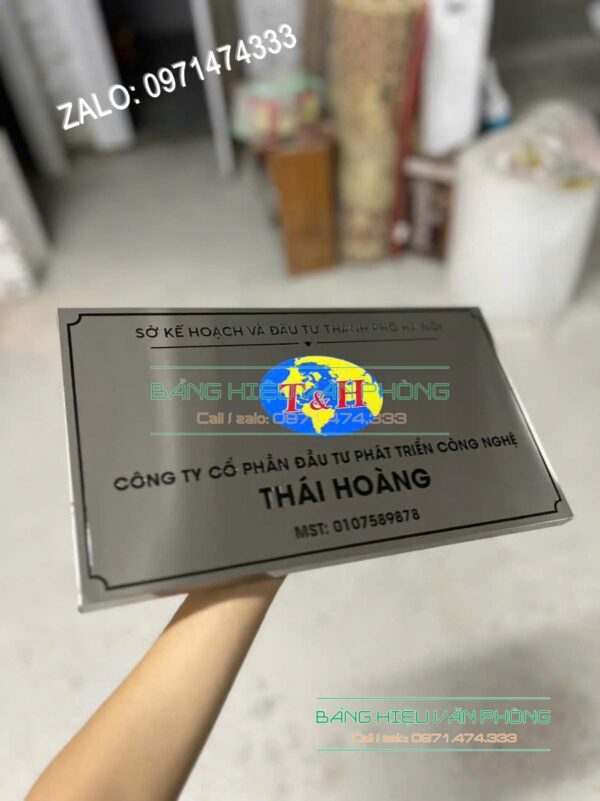 ZALO: 0971474333
SỞ KẾ HOẠCH VÀ ĐẦU TƯ THÀNH PHỐ HÀ NỘI
T&H
BẢNG HIỆU VĂN PHÒNG
Call / zalo: 0971.474.333
CÔNG TY CỔ PHẦN ĐẦU TƯ PHÁT TRIỂN CÔNG NGHỆ
THÁI HOÀNG
MST: 0107589878
BẢNG HIỆU VĂN PHÒNG
Call / zalo: 0971.474.333